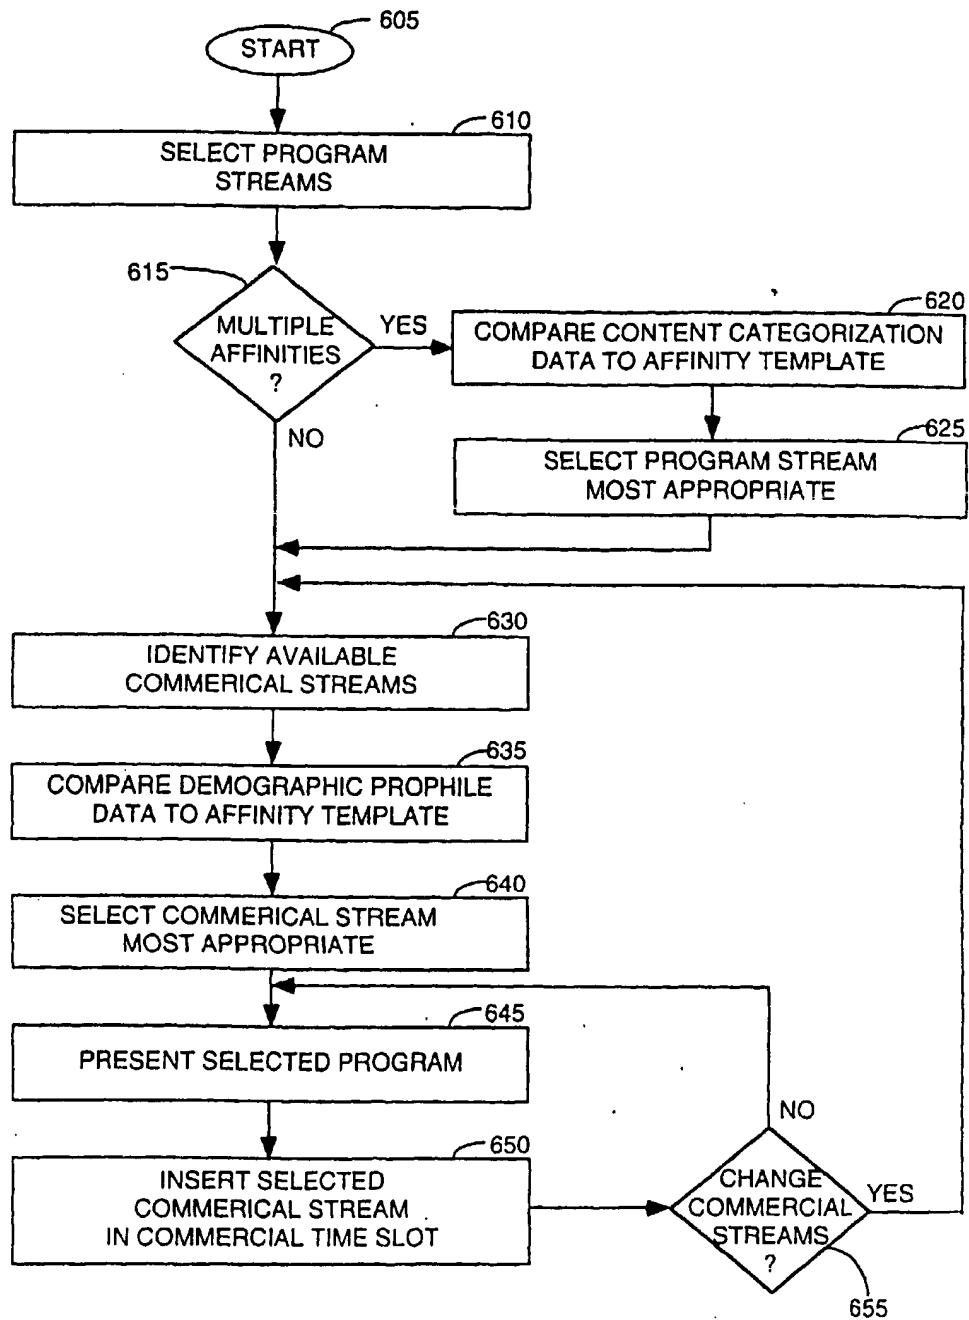 605
START
610
SELECT PROGRAM
STREAMS
615
MULTIPLE
AFFINITIES
?
YES
NO
620
COMPARE CONTENT CATEGORIZATION
DATA TO AFFINITY TEMPLATE
625
SELECT PROGRAM STREAM
MOST APPROPRIATE
630
IDENTIFY AVAILABLE
COMMERICAL STREAMS
635
COMPARE DEMOGRAPHIC PROPHILE
DATA TO AFFINITY TEMPLATE
640
SELECT COMMERICAL STREAM
MOST APPROPRIATE
645
PRESENT SELECTED PROGRAM
650
INSERT SELECTED
COMMERICAL STREAM
IN COMMERCIAL TIME SLOT
NO
CHANGE
COMMERCIAL
STREAMS
?
YES
655